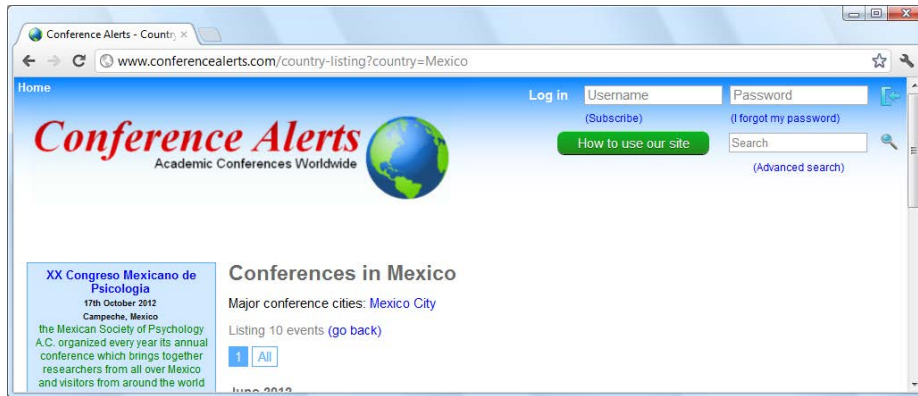 Conference Alerts - Country
www.conferencealerts.com/country-listing?country=Mexico
Home
Log in
Username
Password
(Subscribe)
(I forgot my password)
How to use our site
Search
(Advanced search)
Conference Alerts
Academic Conferences Worldwide
XX Congreso Mexicano de
Psicologia
17th October 2012
Campeche, Mexico
the Mexican Society of Psychology
A.C. organized every year its annual
conference which brings together
researchers from all over Mexico
and visitors from around the world
Conferences in Mexico
Major conference cities: Mexico City
Listing 10 events (go back)
1 All
June 2012